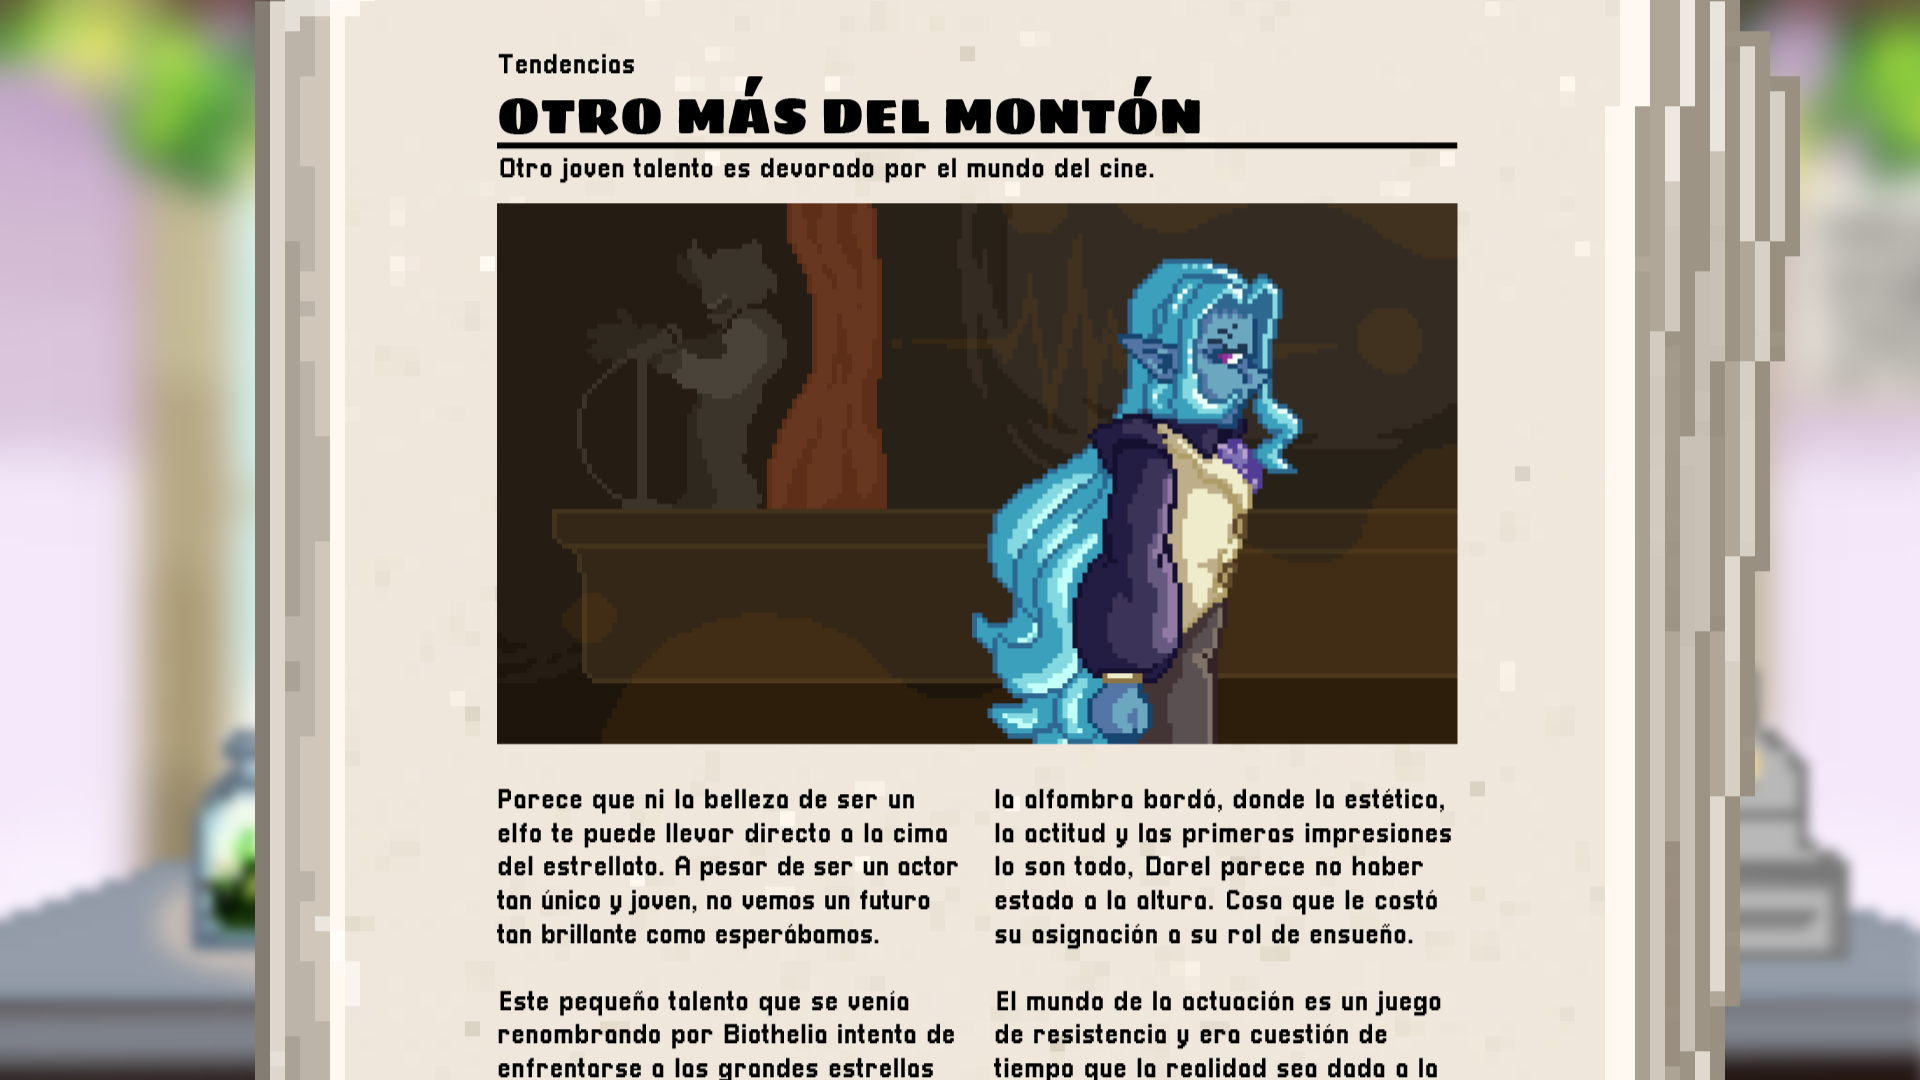 Tendencias
OTRO MÁS DEL MONTÓN
Otro joven talento es devorado por el mundo del cine.
Parece que ni la belleza de ser un
elfo te puede llevar directo a la cima
del estrellato. A pesar de ser un actor
tan único y joven, no vemos un futuro
tan brillante como esperábamos.
Este pequeño talento que se venía
renombrando por Biothelia intenta de
enfrentarse a las grandes estrellas
la alfombra bordó, donde la estética,
la actitud y las primeras impresiones
lo son todo, Darel parece no haber
estado a la altura. Cosa que le costó
su asignación a su rol de ensueño.
El mundo de la actuación es un juego
de resistencia y era cuestión de
tiempo que la realidad sea dada a la